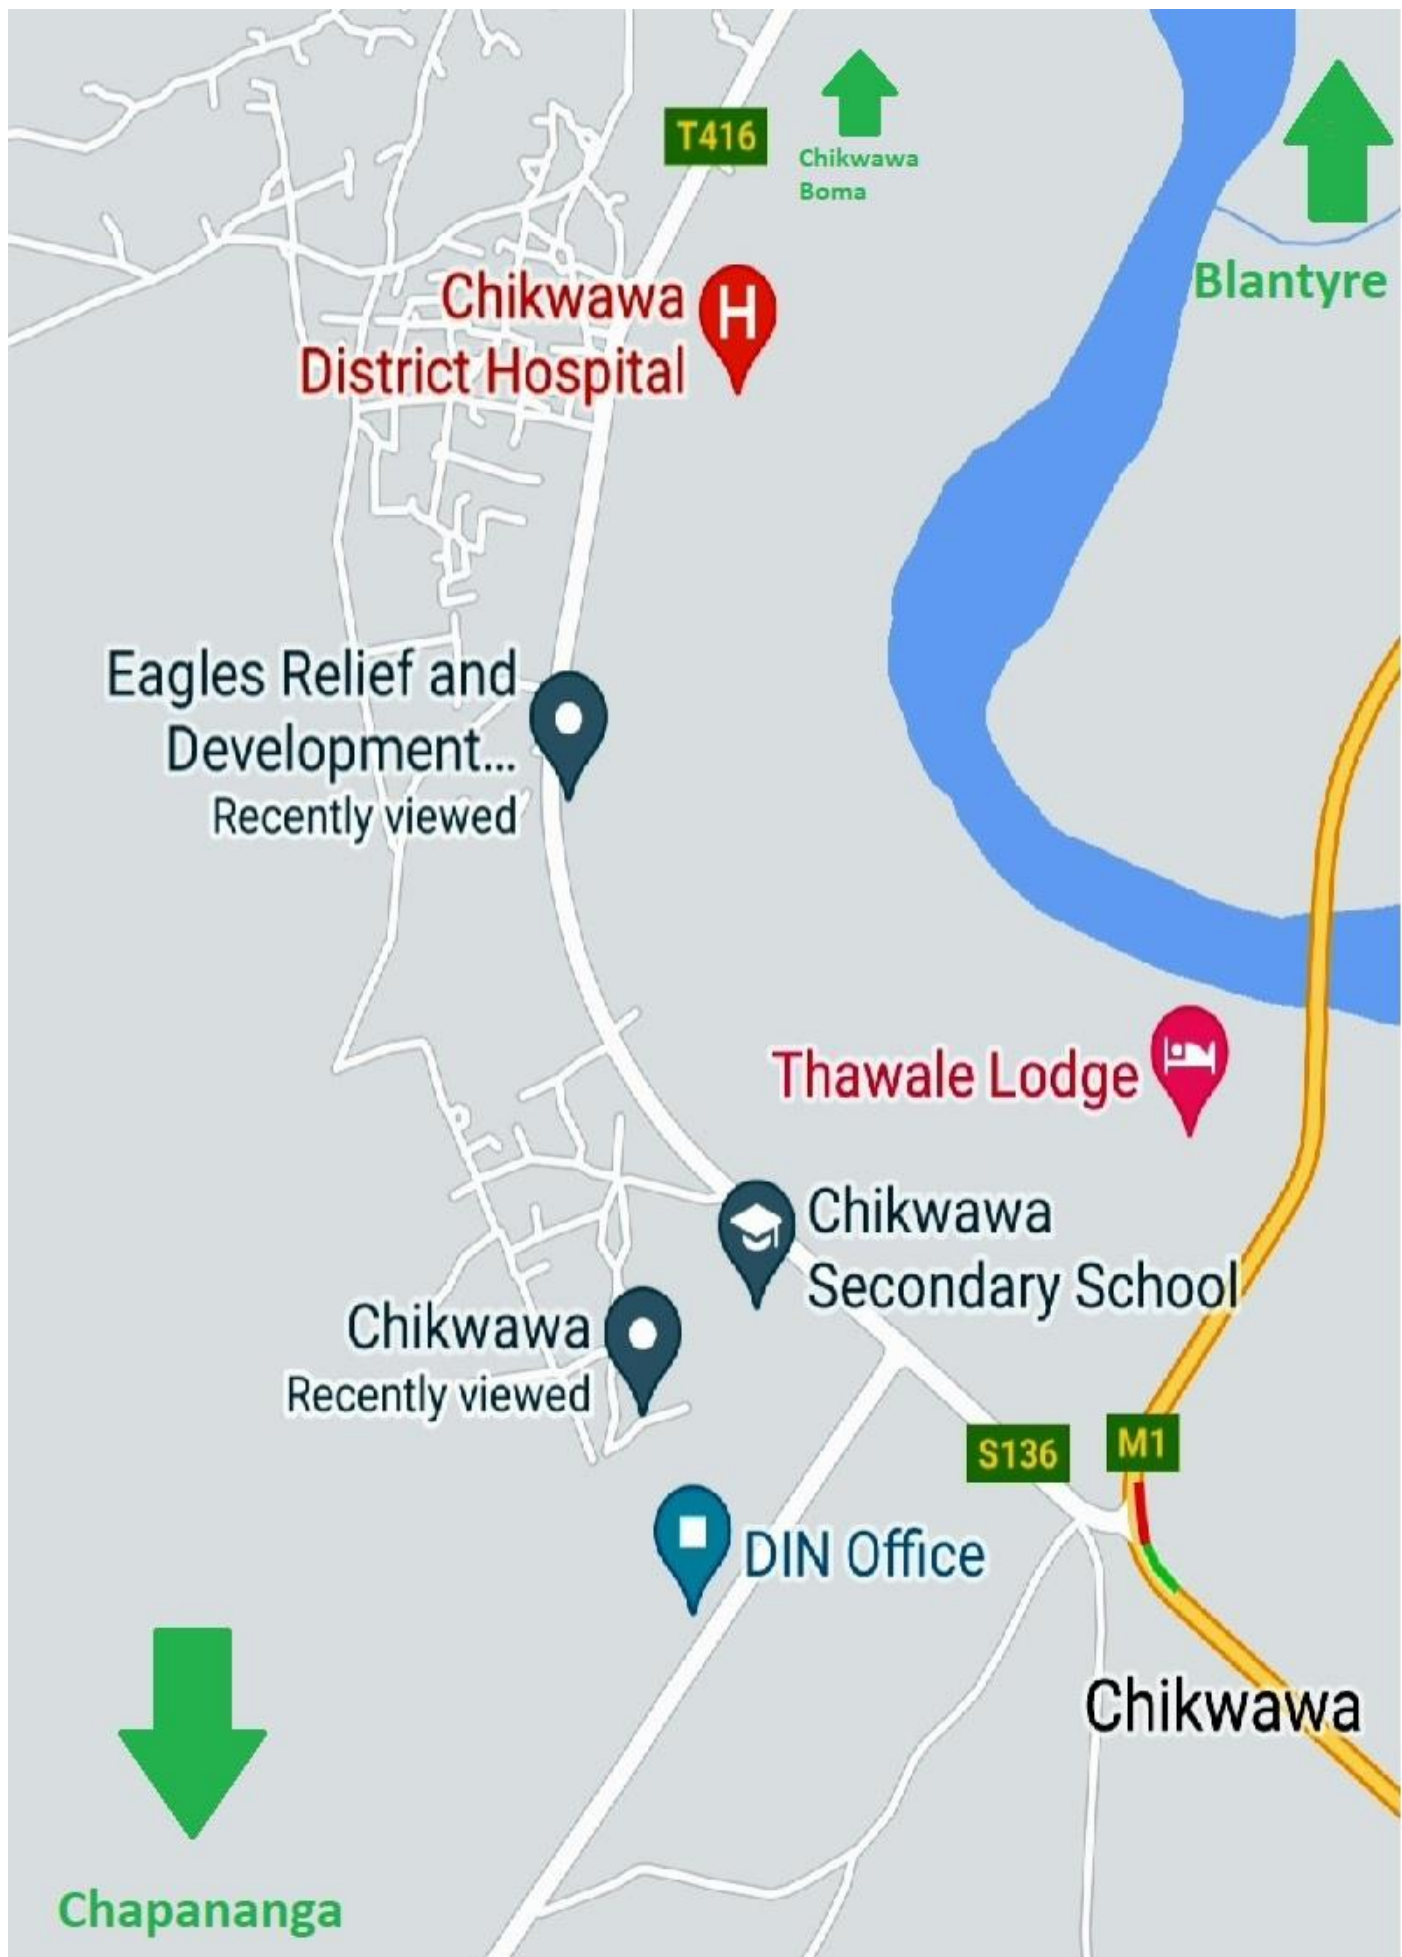 T416
Chikwawa
Boma
Blantyre
Chikwawa
District Hospital
H
Eagles Relief and
Development...
Recently viewed
Thawale Lodge
Chikwawa
Secondary School
Chikwawa
Recently viewed
S136
M1
DIN Office
Chikwawa
Chapananga